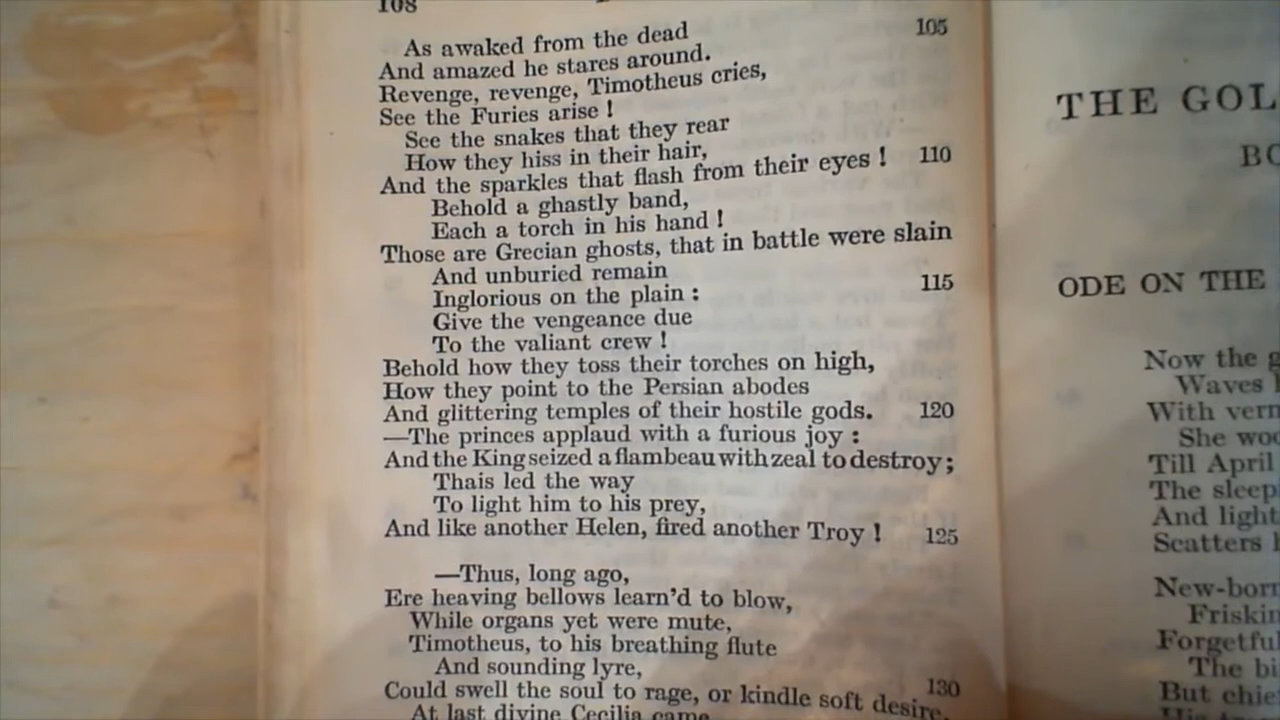 108
As awaked from the dead 105
And amazed he stares around.
Revenge, revenge, Timotheus cries,
See the Furies arise !
See the snakes that they rear
How they hiss in their hair,
And the sparkles that flash from their eyes ! 110
Behold a ghastly band,
Each a torch in his hand !
Those are Grecian ghosts, that in battle were slain
And unburied remain
Inglorious on the plain : 115
Give the vengeance due
To the valiant crew !
Behold how they toss their torches on high,
How they point to the Persian abodes
And glittering temples of their hostile gods. 120
—The princes applaud with a furious joy :
And the King seized a flambeau with zeal to destroy;
Thais led the way
To light him to his prey,
And like another Helen, fired another Troy ! 125
—Thus, long ago,
Ere heaving bellows learn'd to blow,
While organs yet were mute,
Timotheus, to his breathing flute
And sounding lyre,
Could swell the soul to rage, or kindle soft desire. 130
At last divine Cecilia came
THE GOL
BO
ODE ON THE
Now the g
Waves
With vern
She woo
Till April
The sleep
And light
Scatters
New-born
Friskin
Forgetful
The bi
But chie